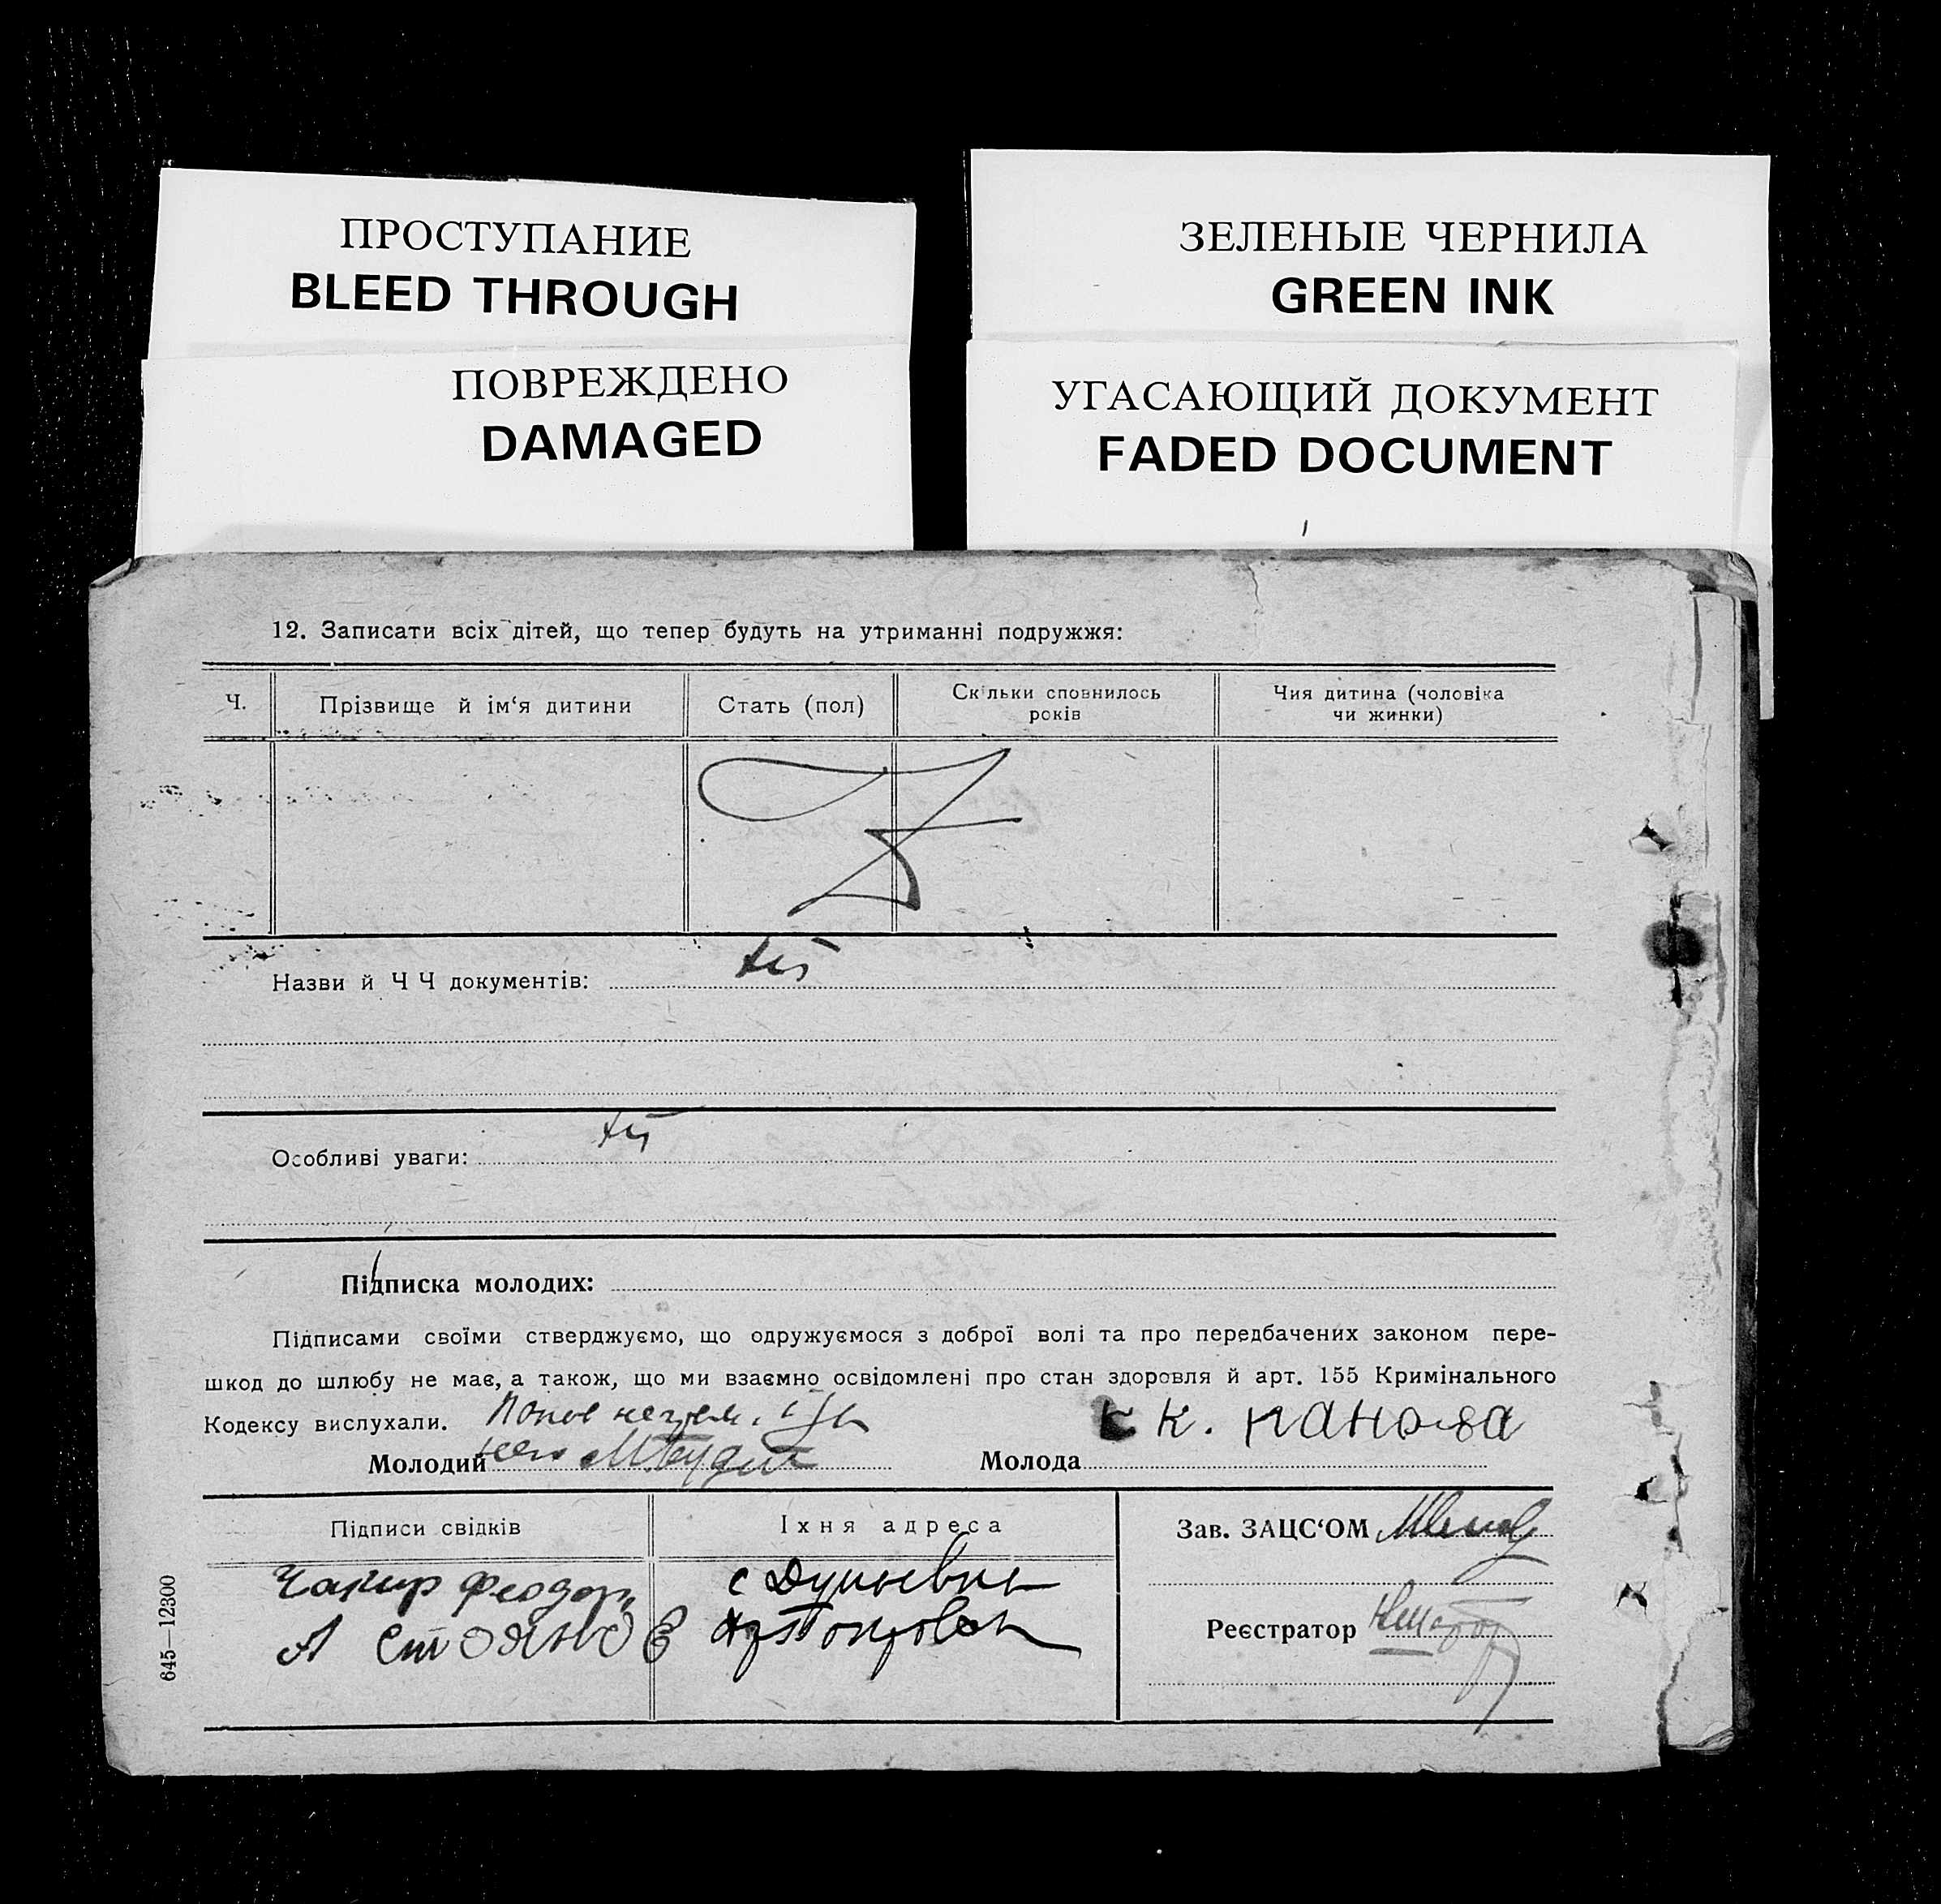 ПРОСТУПАНИЕ
BLEED THROUGH
ЗЕЛЕНЫЕ ЧЕРНИЛА
GREEN INK
ПОВРЕЖДЕНО
DAMAGED
УГАСАЮЩИЙ ДОКУМЕНТ
FADED DOCUMENT
12. Записати всіх дітей, що тепер будуть на утриманні подружжя:
Ч.
Прізвище й ім‘я дитини
Стать (пол)
Скільки сповнилось
років
Чия дитина (чоловіка
чи жинки)
Назви й Ч Ч документів:
Особливі уваги:
Підписка молодих:
Підписами своїми стверджуємо, що одружуємося з доброї волі та про передбачених законом пере-
шкод до шлюбу не має, а також, що ми взаємно освідомлені про стан здоровля й арт. 155 Кримінального
Кодексу вислухали.
Молодий
Молода К. Панова
Підписи свідків
Їхня адреса
Зав. ЗАЦС‘ОМ
Чакир Феодор
А Стоянов
Реєстратор
645—12300